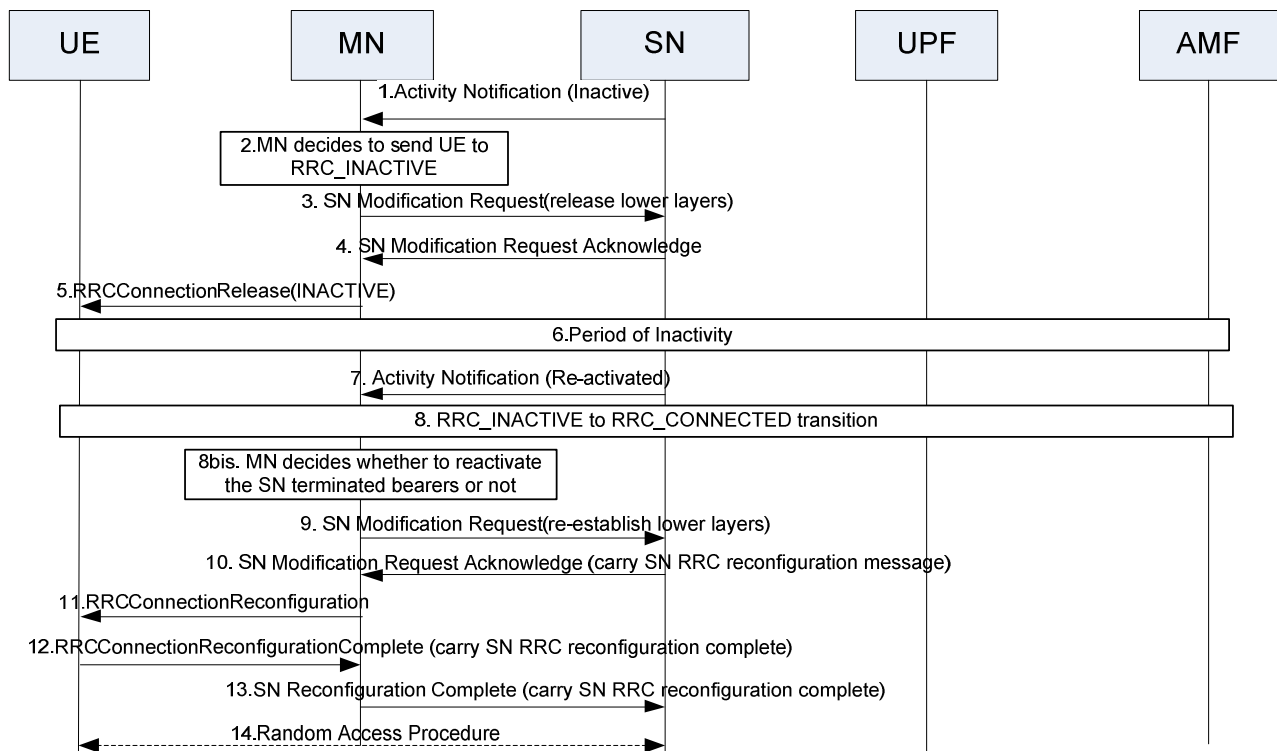 UE
MN
SN
UPF
AMF
1.Activity Notification (Inactive)
2.MN decides to send UE to
RRC_INACTIVE
3. SN Modification Request(release lower layers)
4. SN Modification Request Acknowledge
5.RRCConnectionRelease(INACTIVE)
6.Period of Inactivity
7. Activity Notification (Re-activated)
8. RRC_INACTIVE to RRC_CONNECTED transition
8bis. MN decides whether to reactivate
the SN terminated bearers or not
9. SN Modification Request(re-establish lower layers)
10. SN Modification Request Acknowledge (carry SN RRC reconfiguration message)
11.RRCConnectionReconfiguration
12.RRCConnectionReconfigurationComplete (carry SN RRC reconfiguration complete)
13.SN Reconfiguration Complete (carry SN RRC reconfiguration complete)
14.Random Access Procedure